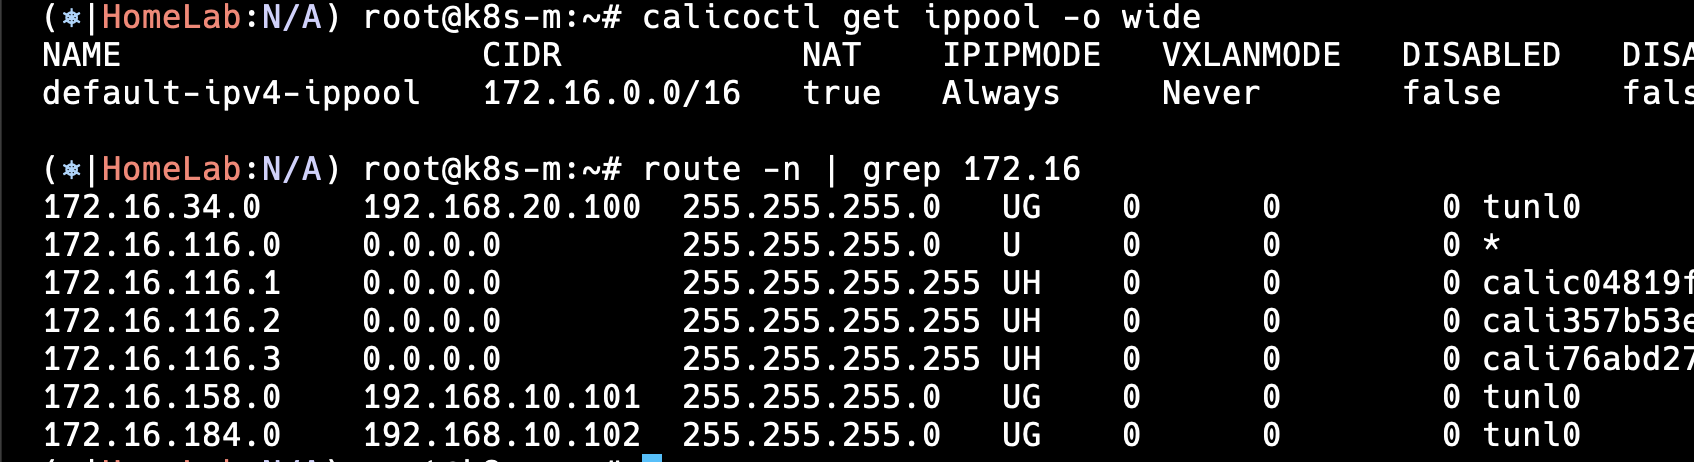 (⎈|HomeLab:N/A) root@k8s-m:~# calicoctl get ippool -o wide
NAME                  CIDR            NAT    IPIPMODE   VXLANMODE   DISABLED   DISA
default-ipv4-ippool   172.16.0.0/16   true   Always     Never       false      fals
(⎈|HomeLab:N/A) root@k8s-m:~# route -n | grep 172.16
172.16.34.0     192.168.20.100  255.255.255.0   UG    0      0        0 tunl0
172.16.116.0    0.0.0.0         255.255.255.0   U     0      0        0 *
172.16.116.1    0.0.0.0         255.255.255.255 UH    0      0        0 calic04819f
172.16.116.2    0.0.0.0         255.255.255.255 UH    0      0        0 cali357b53e
172.16.116.3    0.0.0.0         255.255.255.255 UH    0      0        0 cali76abd27
172.16.158.0    192.168.10.101  255.255.255.0   UG    0      0        0 tunl0
172.16.184.0    192.168.10.102  255.255.255.0   UG    0      0        0 tunl0